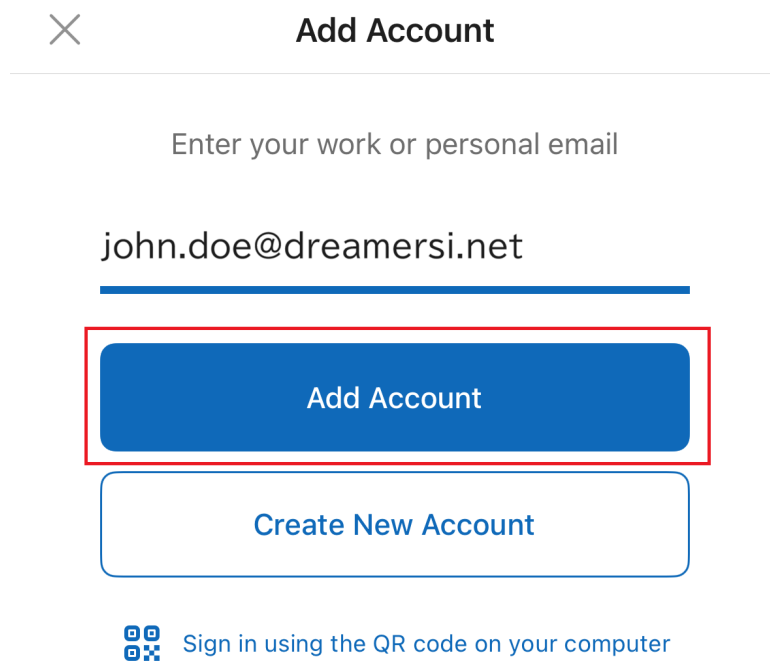 Add Account
Enter your work or personal email
john.doe@dreamersi.net
Add Account
Create New Account
Sign in using the QR code on your computer